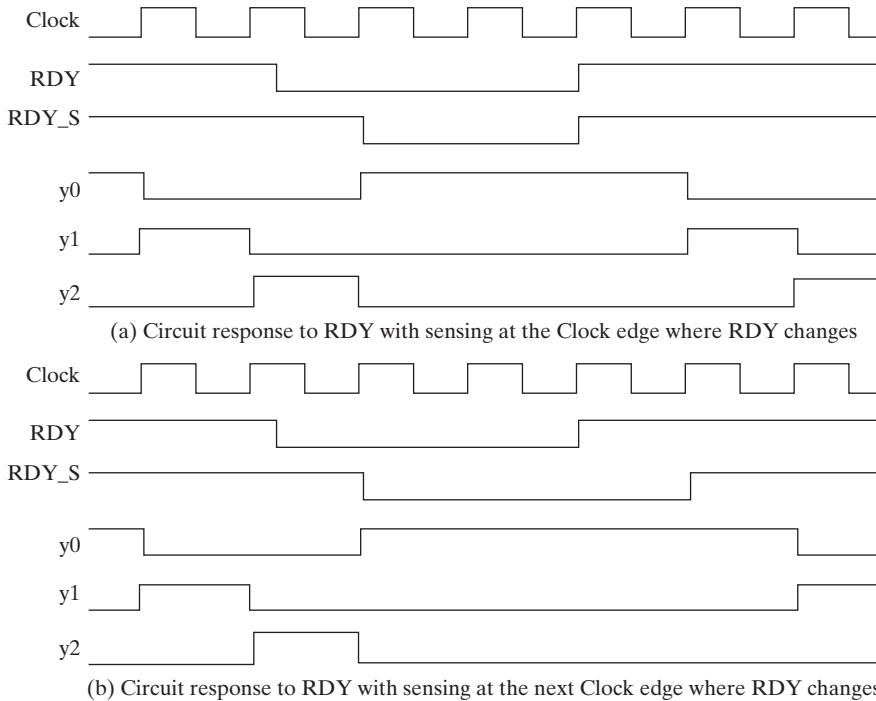 Clock
RDY
RDY_S
y0
y1
y2
(a) Circuit response to RDY with sensing at the Clock edge where RDY changes
Clock
RDY
RDY_S
y0
y1
y2
(b) Circuit response to RDY with sensing at the next Clock edge where RDY changes